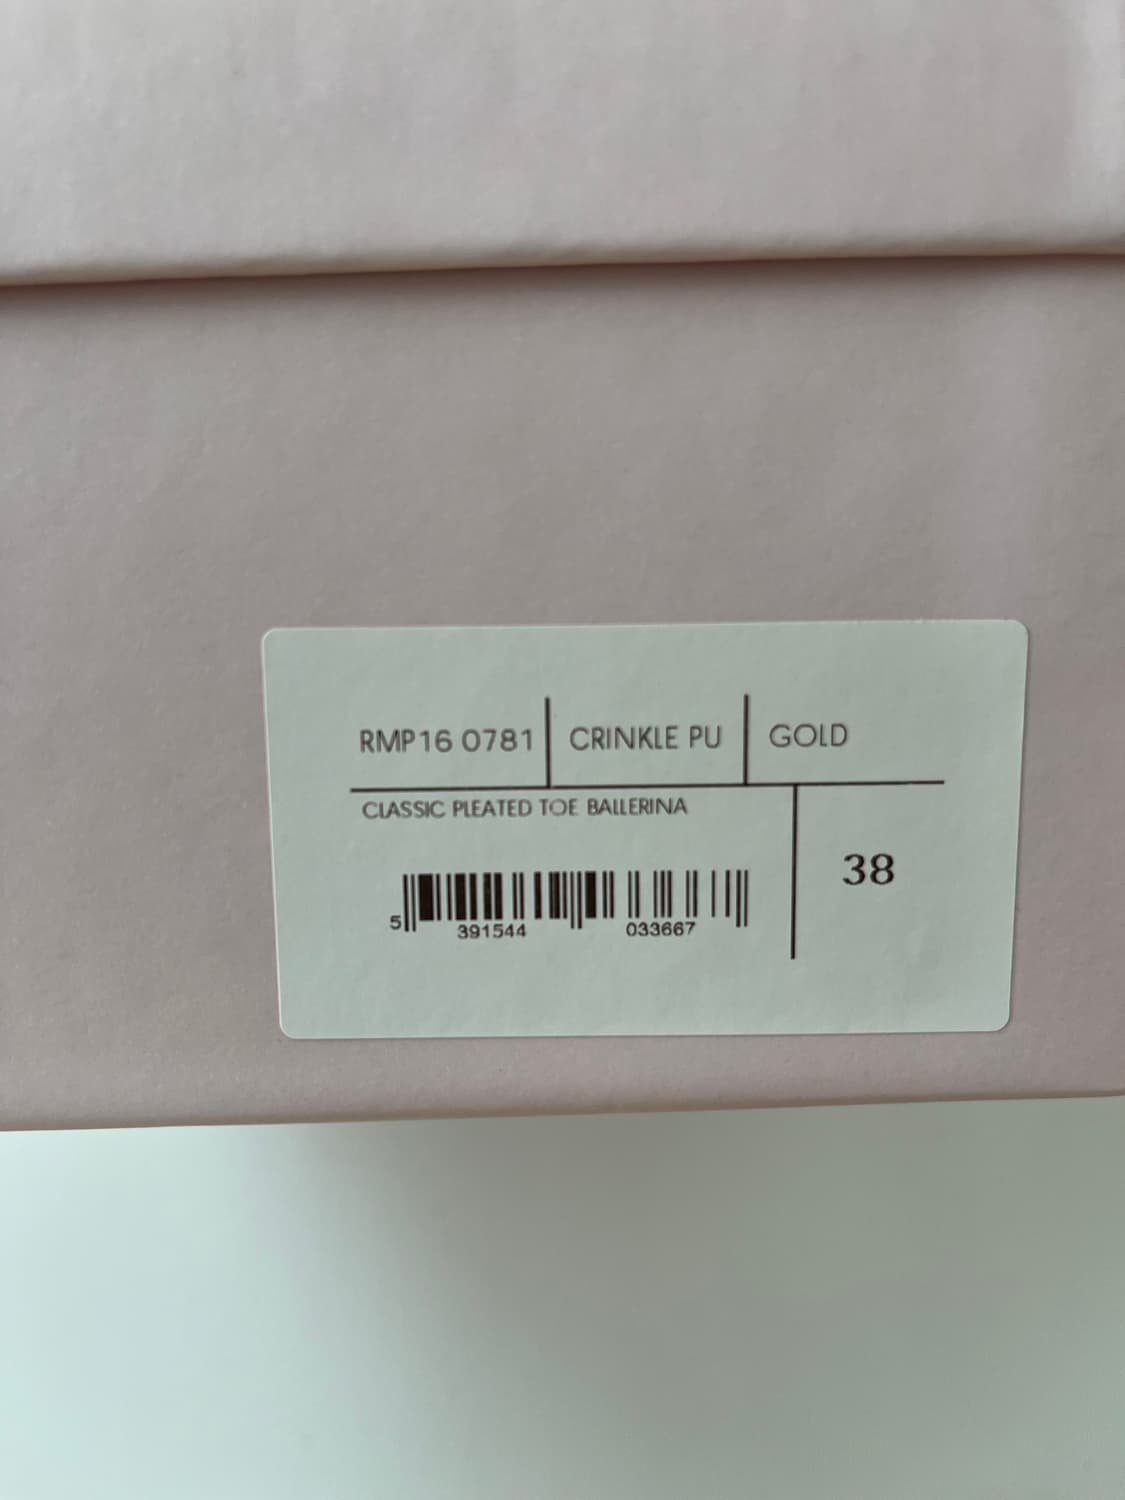 RMP16 0781 CRINKLE PU GOLD
CLASSIC PLEATED TOE BALLERINA
38
5 391544 033667